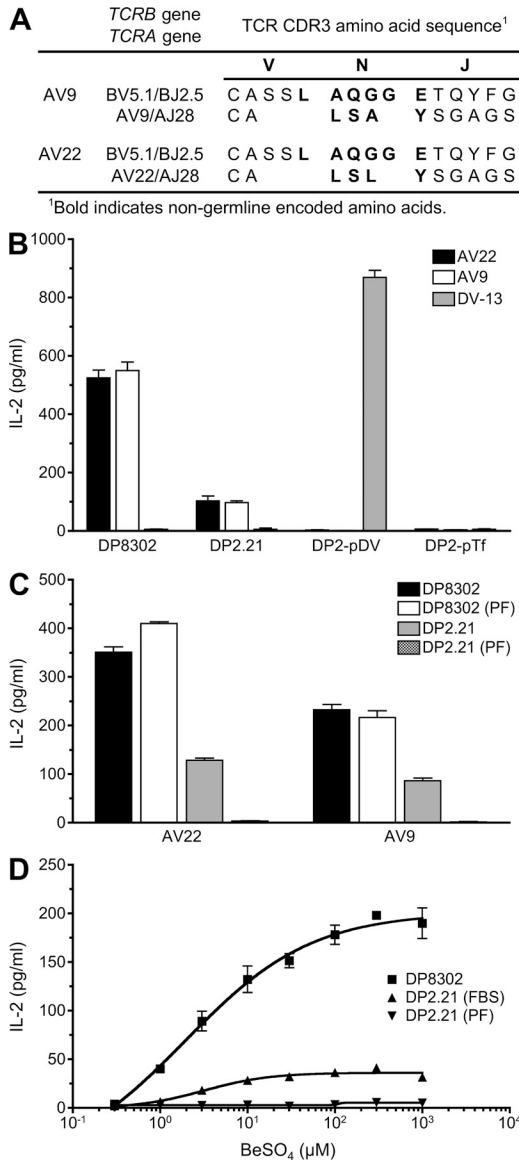 A
TCRB gene TCR CDR3 amino acid sequence1
TCRA gene
V N J
AV9 BV5.1/BJ2.5 C A S S L A Q G G E T Q Y F G
AV9/AJ28 C A L S A Y S G A G S
AV22 BV5.1/BJ2.5 C A S S L A Q G G E T Q Y F G
AV22/AJ28 C A L S L Y S G A G S
1Bold indicates non-germline encoded amino acids.
B
1000
800
600
400
200
0
IL-2 (pg/ml)
AV22
AV9
DV-13
DP8302 DP2.21 DP2-pDV DP2-pTf
C
500
400
300
200
100
0
IL-2 (pg/ml)
DP8302
DP8302 (PF)
DP2.21
DP2.21 (PF)
AV22 AV9
D
250
200
150
100
50
0
IL-2 (pg/ml)
DP8302
DP2.21 (FBS)
DP2.21 (PF)
10-1 100 101 102 103 104
BeSO4 (µM)